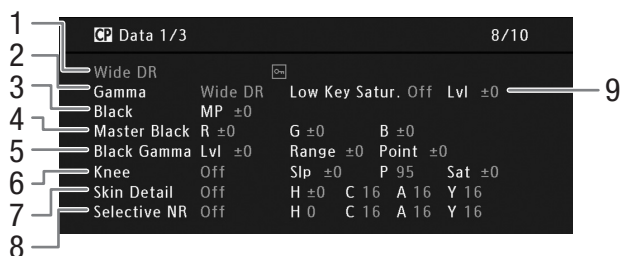 CP Data 1/3 8/10
1 Wide DR
2 Gamma Wide DR Low Key Satur. Off Lvl ±0 9
3 Black MP ±0
4 Master Black R ±0 G ±0 B ±0
5 Black Gamma Lvl ±0 Range ±0 Point ±0
6 Knee Off Slp ±0 P 95 Sat ±0
7 Skin Detail Off H ±0 C 16 A 16 Y 16
8 Selective NR Off H 0 C 16 A 16 Y 16